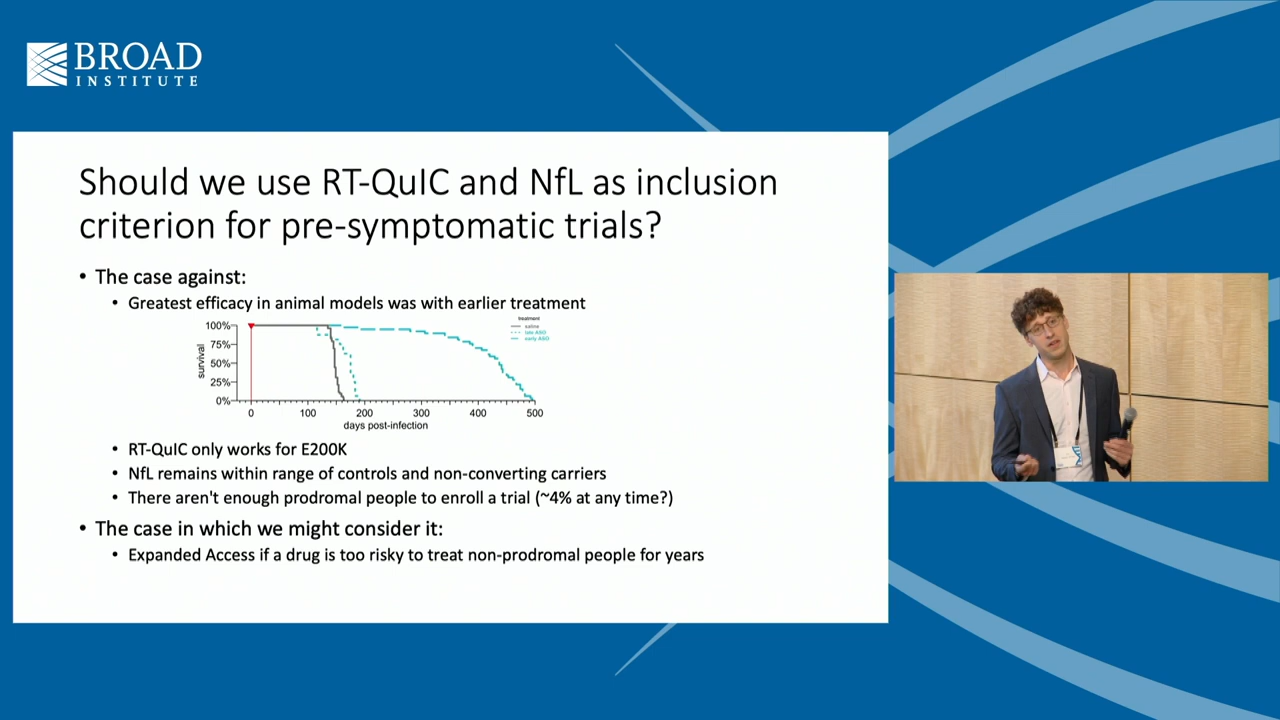 BROAD
INSTITUTE
Should we use RT-QuIC and NfL as inclusion
criterion for pre-symptomatic trials?
• The case against:
• Greatest efficacy in animal models was with earlier treatment
treatment
saline
late ASO
early ASO
100%
75%
50%
25%
0%
survival
0 100 200 300 400 500
days post-infection
• RT-QuIC only works for E200K
• NfL remains within range of controls and non-converting carriers
• There aren't enough prodromal people to enroll a trial (~4% at any time?)
• The case in which we might consider it:
• Expanded Access if a drug is too risky to treat non-prodromal people for years